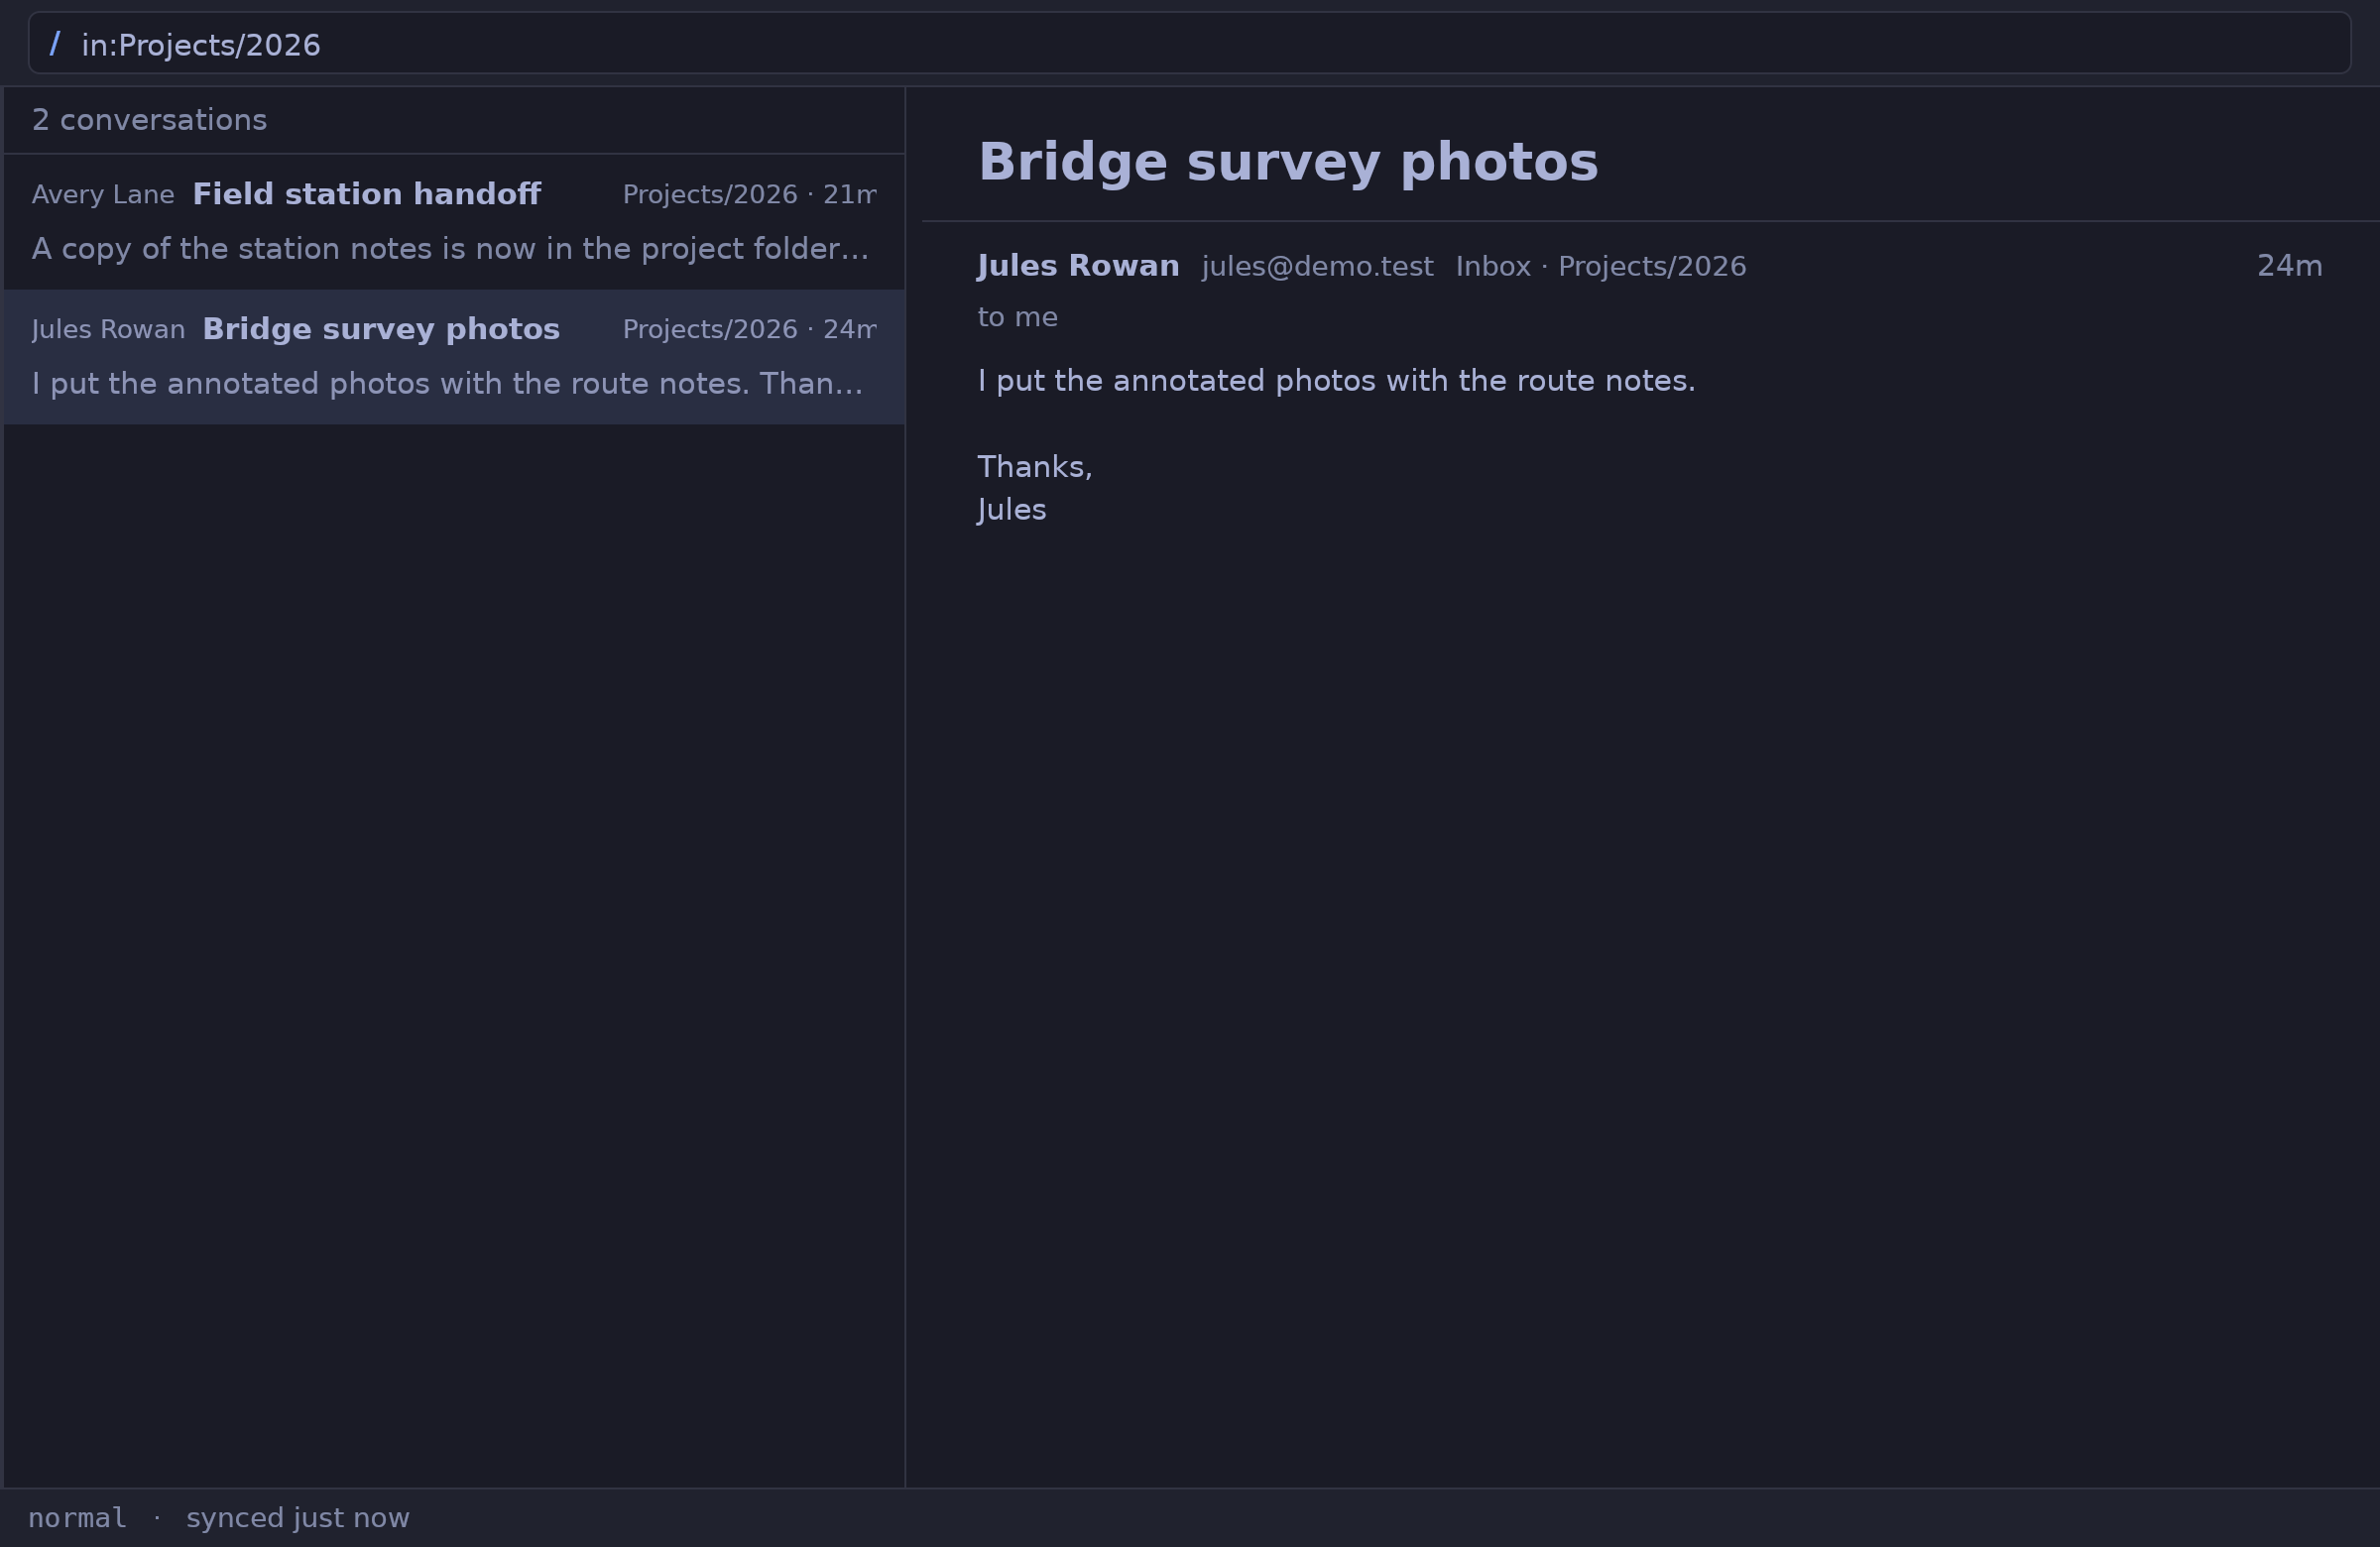 / in:Projects/2026
2 conversations
Avery Lane Field station handoff Projects/2026 · 21m
A copy of the station notes is now in the project folder…
Jules Rowan Bridge survey photos Projects/2026 · 24m
I put the annotated photos with the route notes. Than…
Bridge survey photos
Jules Rowan jules@demo.test Inbox · Projects/2026 24m
to me
I put the annotated photos with the route notes.
Thanks,
Jules
normal · synced just now